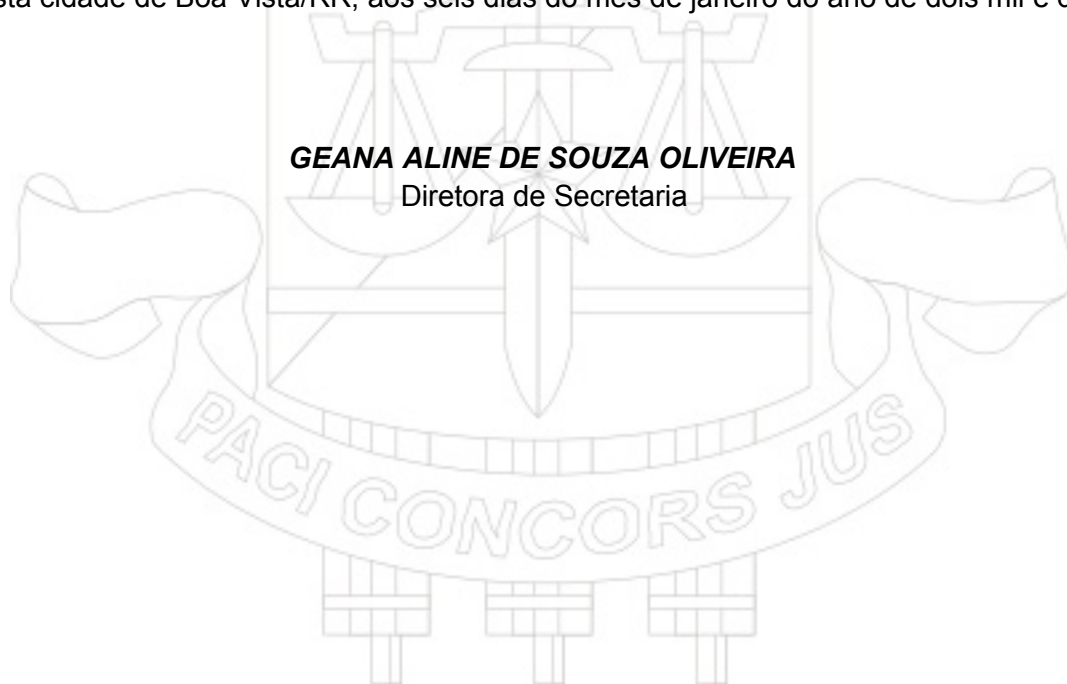 sta cidade de Boa Vista/RR, aos seis dias do mês de janeiro do ano de dois mil e
GEANA ALINE DE SOUZA OLIVEIRA
Diretora de Secretaria
PACI CONCORS JUS